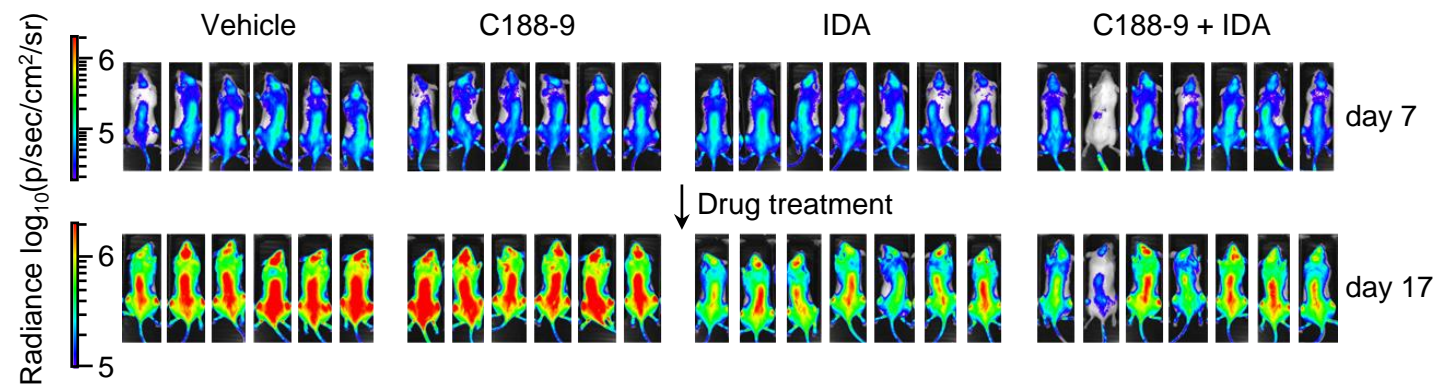 Vehicle C188-9 IDA C188-9 + IDA
Radiance log₁₀(p/sec/cm²/sr)
6
5
day 7
Drug treatment
6
5
day 17